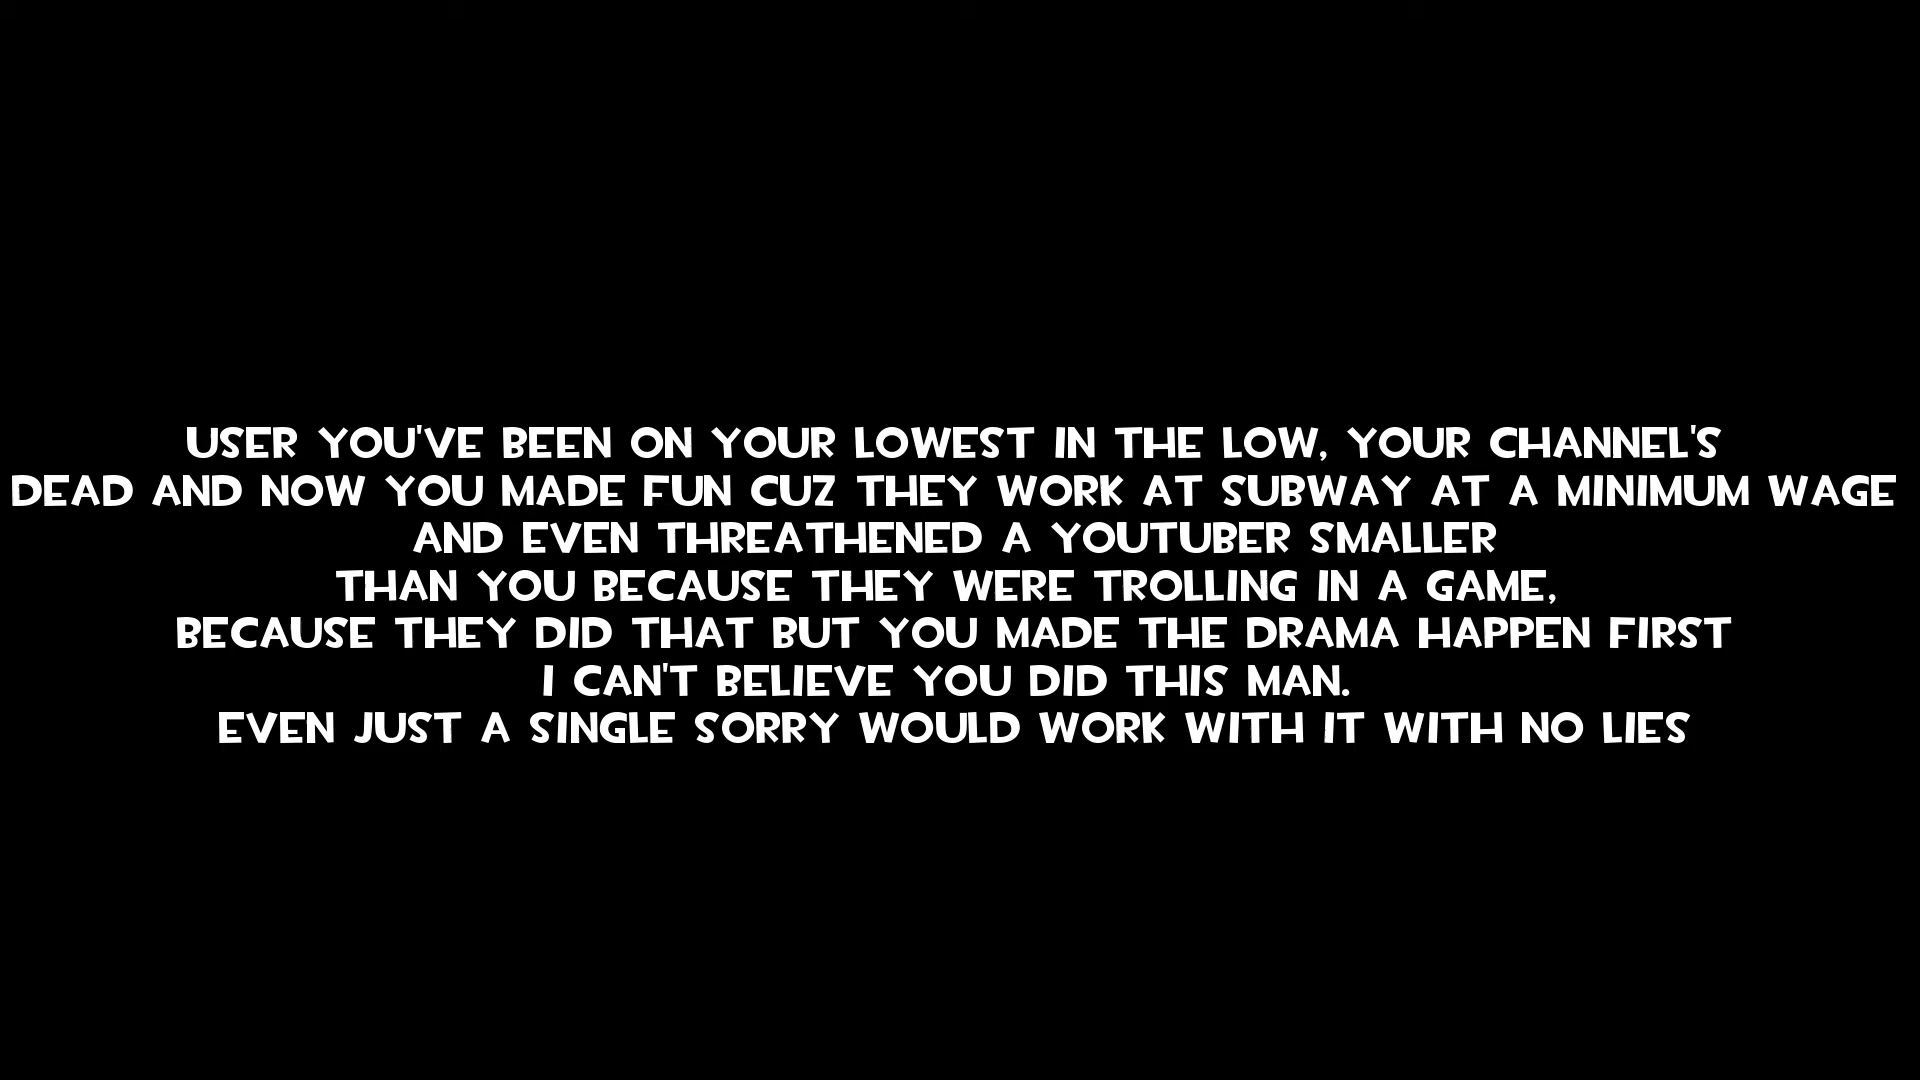 USER YOU'VE BEEN ON YOUR LOWEST IN THE LOW, YOUR CHANNEL'S
DEAD AND NOW YOU MADE FUN CUZ THEY WORK AT SUBWAY AT A MINIMUM WAGE
AND EVEN THREATHENED A YOUTUBER SMALLER
THAN YOU BECAUSE THEY WERE TROLLING IN A GAME,
BECAUSE THEY DID THAT BUT YOU MADE THE DRAMA HAPPEN FIRST
I CAN'T BELIEVE YOU DID THIS MAN.
EVEN JUST A SINGLE SORRY WOULD WORK WITH IT WITH NO LIES